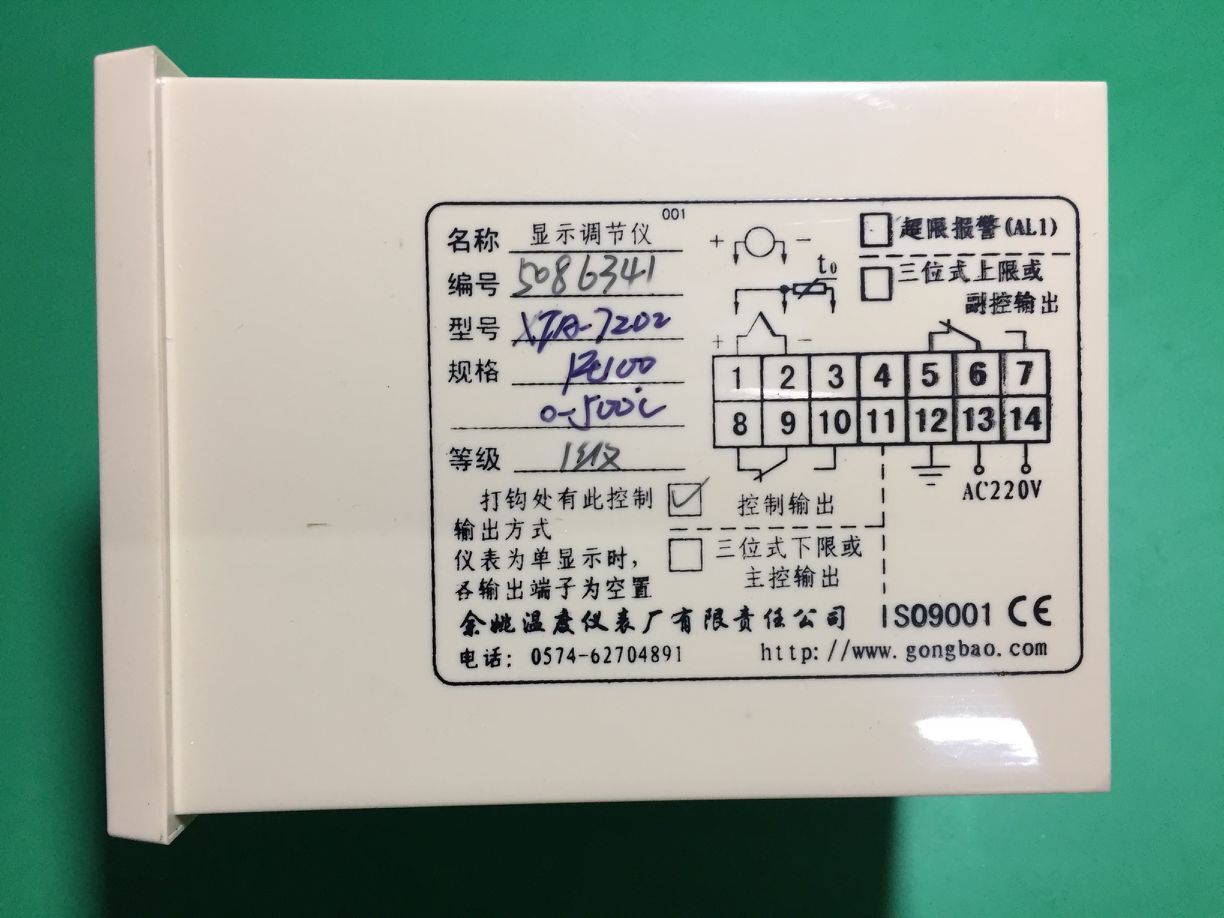 001
名称 显示调节仪
编号 5086341
型号 XTA-7202
规格 Pt100
0-500℃
等级 1级
打钩处有此控制
输出方式
仪表为单显示时，
各输出端子为空置
+ -
t0
+ -
超限报警(AL1)
三位式上限或
副控输出
1 2 3 4 5 6 7
8 9 10 11 12 13 14
AC220V
控制输出
三位式下限或
主控输出
余姚温度仪表厂有限责任公司 ISO9001 CE
电话: 0574-62704891 http://www.gongbao.com